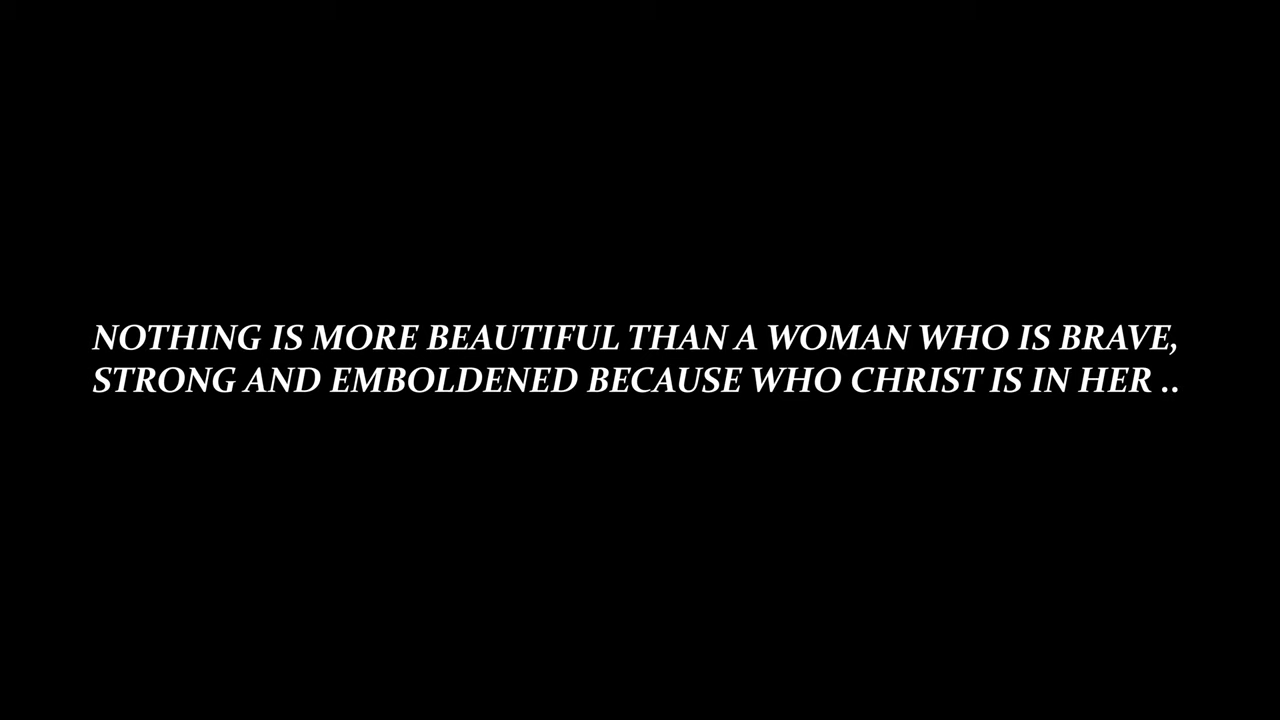 NOTHING IS MORE BEAUTIFUL THAN A WOMAN WHO IS BRAVE,
STRONG AND EMBOLDENED BECAUSE WHO CHRIST IS IN HER ..